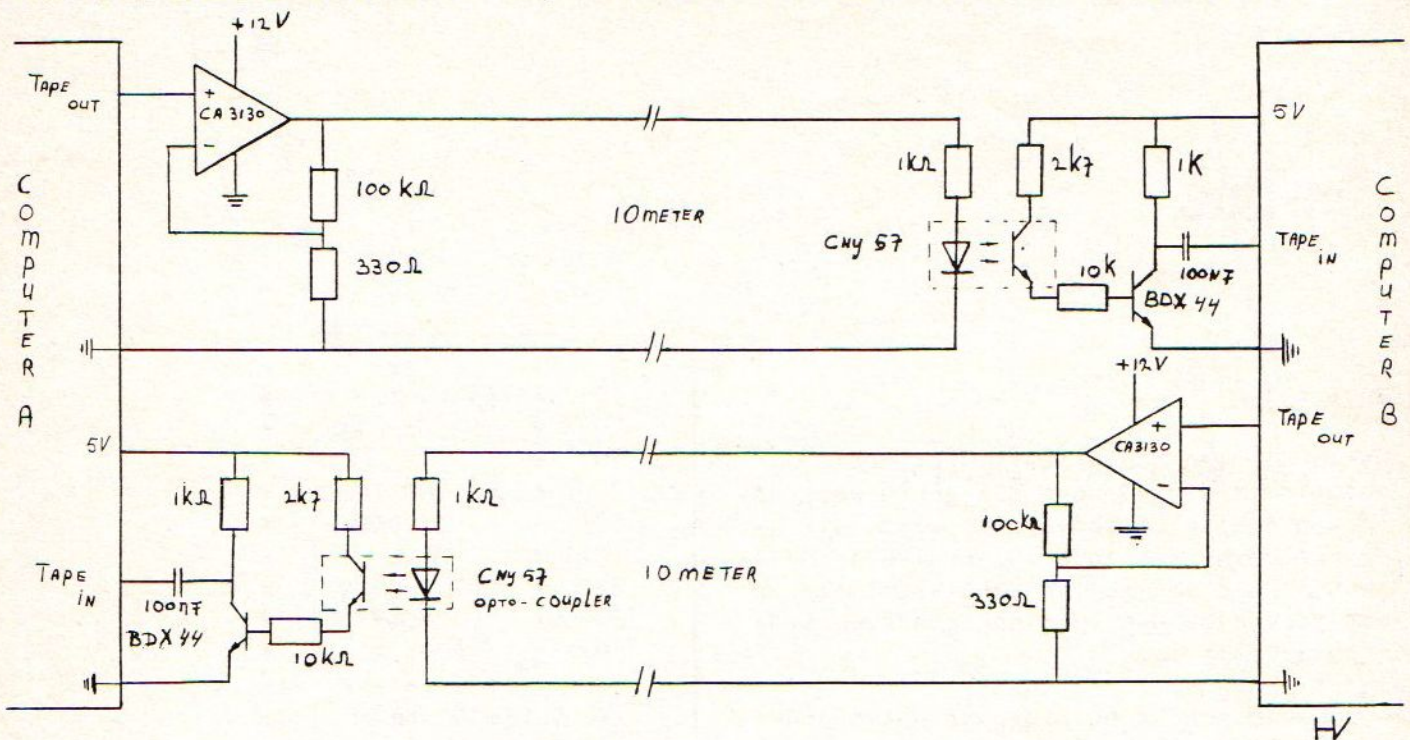 +12V
TAPE OUT
CA 3130
+
-
100 kΩ
330Ω
10 METER
1kΩ
2k7
1K
5V
CNY 57
10K
100n7
BDX 44
TAPE IN
COMPUTER A
COMPUTER B
+12V
CA3130
+
-
TAPE OUT
5V
1kΩ
2k7
1kΩ
100kΩ
TAPE IN
100n7
BDX 44
10kΩ
CNY 57
OPTO-COUPLER
10 METER
330Ω
HV